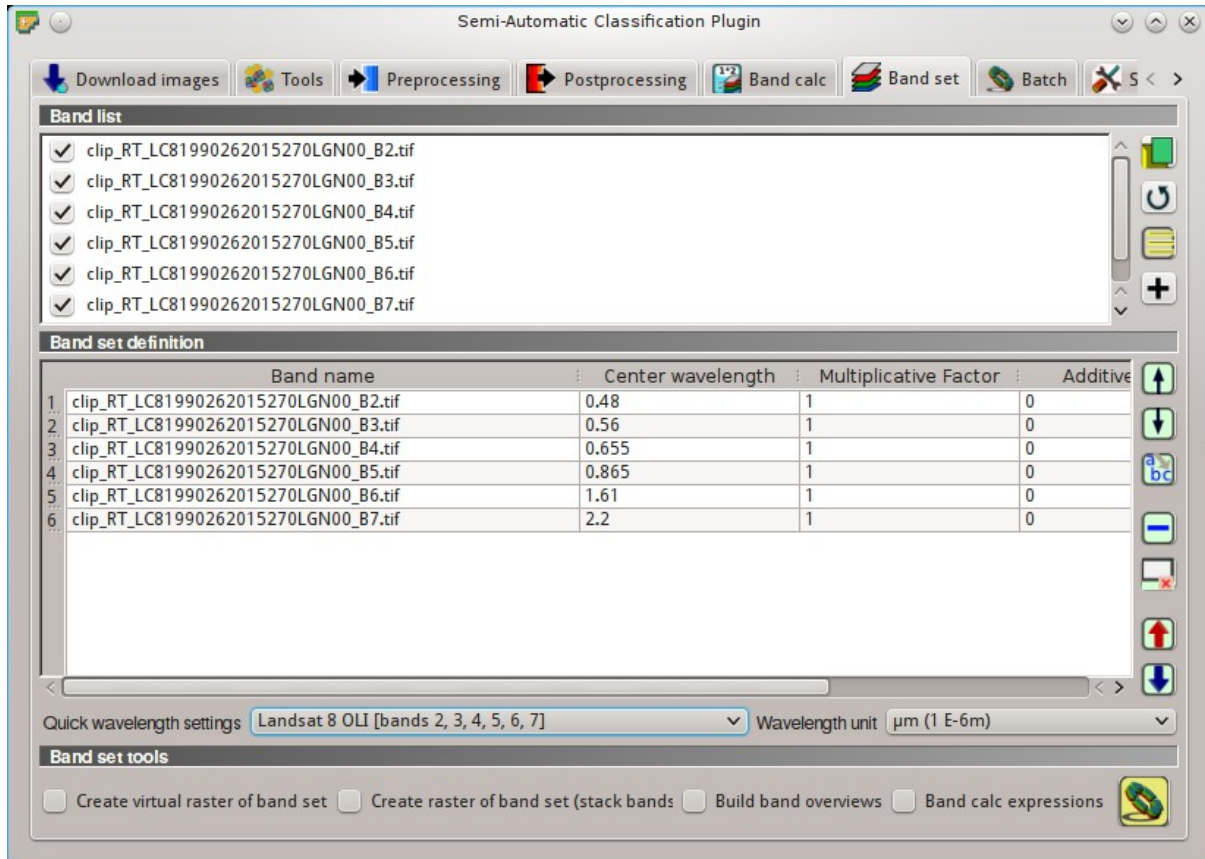 Semi-Automatic Classification Plugin
Download images Tools Preprocessing Postprocessing Band calc Band set Batch S
Band list
clip_RT_LC81990262015270LGN00_B2.tif
clip_RT_LC81990262015270LGN00_B3.tif
clip_RT_LC81990262015270LGN00_B4.tif
clip_RT_LC81990262015270LGN00_B5.tif
clip_RT_LC81990262015270LGN00_B6.tif
clip_RT_LC81990262015270LGN00_B7.tif
Band set definition
Band name Center wavelength Multiplicative Factor Additive
1 clip_RT_LC81990262015270LGN00_B2.tif 0.48 1 0
2 clip_RT_LC81990262015270LGN00_B3.tif 0.56 1 0
3 clip_RT_LC81990262015270LGN00_B4.tif 0.655 1 0
4 clip_RT_LC81990262015270LGN00_B5.tif 0.865 1 0
5 clip_RT_LC81990262015270LGN00_B6.tif 1.61 1 0
6 clip_RT_LC81990262015270LGN00_B7.tif 2.2 1 0
a bc
Quick wavelength settings Landsat 8 OLI [bands 2, 3, 4, 5, 6, 7] Wavelength unit µm (1 E-6m)
Band set tools
Create virtual raster of band set Create raster of band set (stack bands Build band overviews Band calc expressions